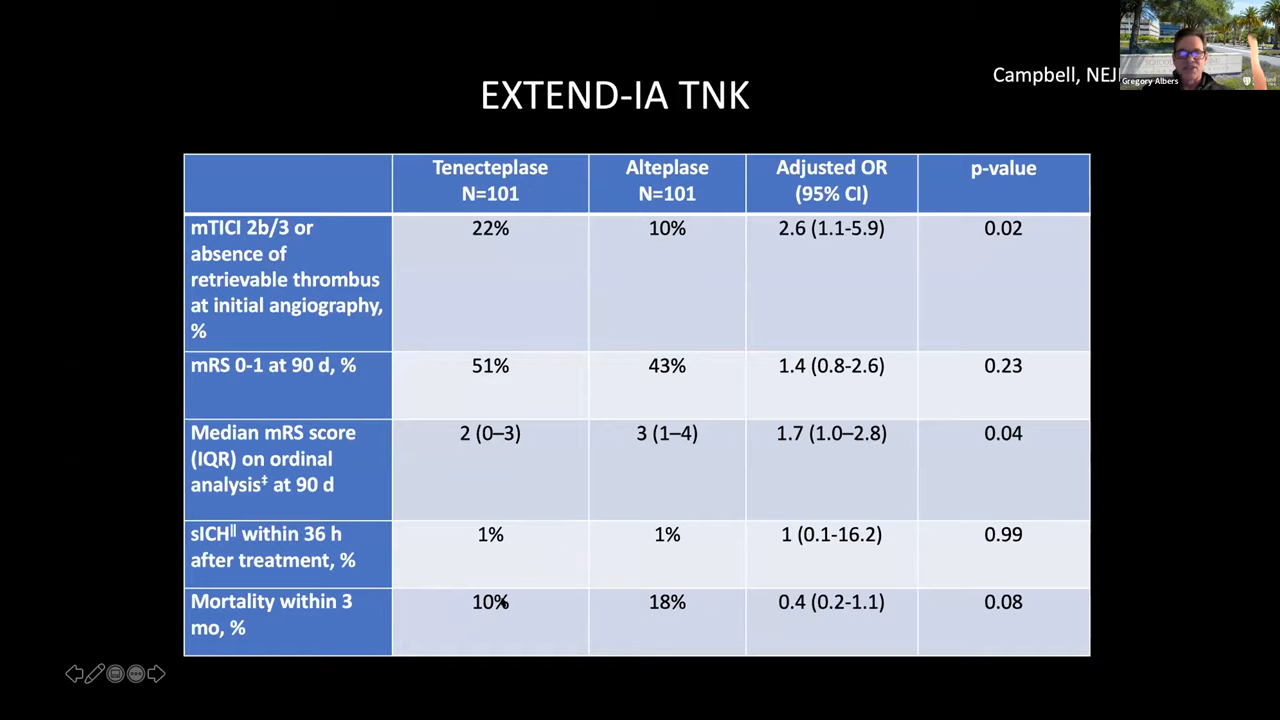 Campbell, NEJ
Gregory Albers
EXTEND-IA TNK
Tenecteplase
N=101
Alteplase
N=101
Adjusted OR
(95% CI)
p-value
mTICI 2b/3 or
absence of
retrievable thrombus
at initial angiography,
%
22%
10%
2.6 (1.1-5.9)
0.02
mRS 0-1 at 90 d, %
51%
43%
1.4 (0.8-2.6)
0.23
Median mRS score
(IQR) on ordinal
analysis‡ at 90 d
2 (0–3)
3 (1–4)
1.7 (1.0–2.8)
0.04
sICH|| within 36 h
after treatment, %
1%
1%
1 (0.1-16.2)
0.99
Mortality within 3
mo, %
10%
18%
0.4 (0.2-1.1)
0.08